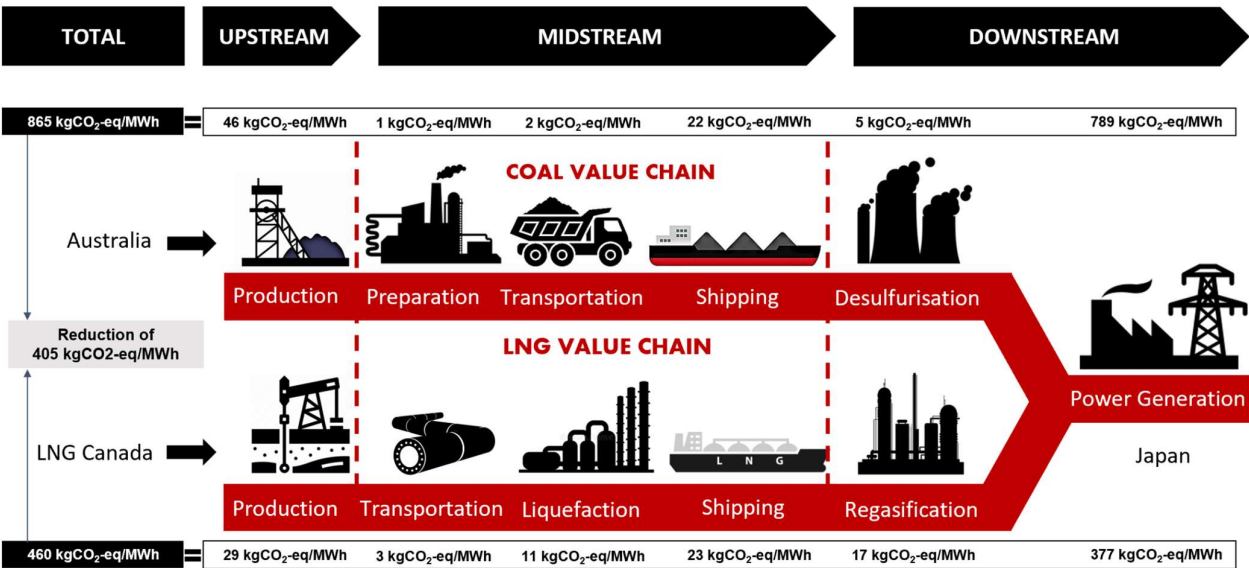 TOTAL
UPSTREAM
MIDSTREAM
DOWNSTREAM
865 kgCO₂-eq/MWh
=
46 kgCO₂-eq/MWh
1 kgCO₂-eq/MWh
2 kgCO₂-eq/MWh
22 kgCO₂-eq/MWh
5 kgCO₂-eq/MWh
789 kgCO₂-eq/MWh
COAL VALUE CHAIN
Australia
Production
Preparation
Transportation
Shipping
Desulfurisation
Reduction of
405 kgCO2-eq/MWh
LNG VALUE CHAIN
Power Generation
Japan
LNG Canada
L N G
Production
Transportation
Liquefaction
Shipping
Regasification
460 kgCO₂-eq/MWh
=
29 kgCO₂-eq/MWh
3 kgCO₂-eq/MWh
11 kgCO₂-eq/MWh
23 kgCO₂-eq/MWh
17 kgCO₂-eq/MWh
377 kgCO₂-eq/MWh